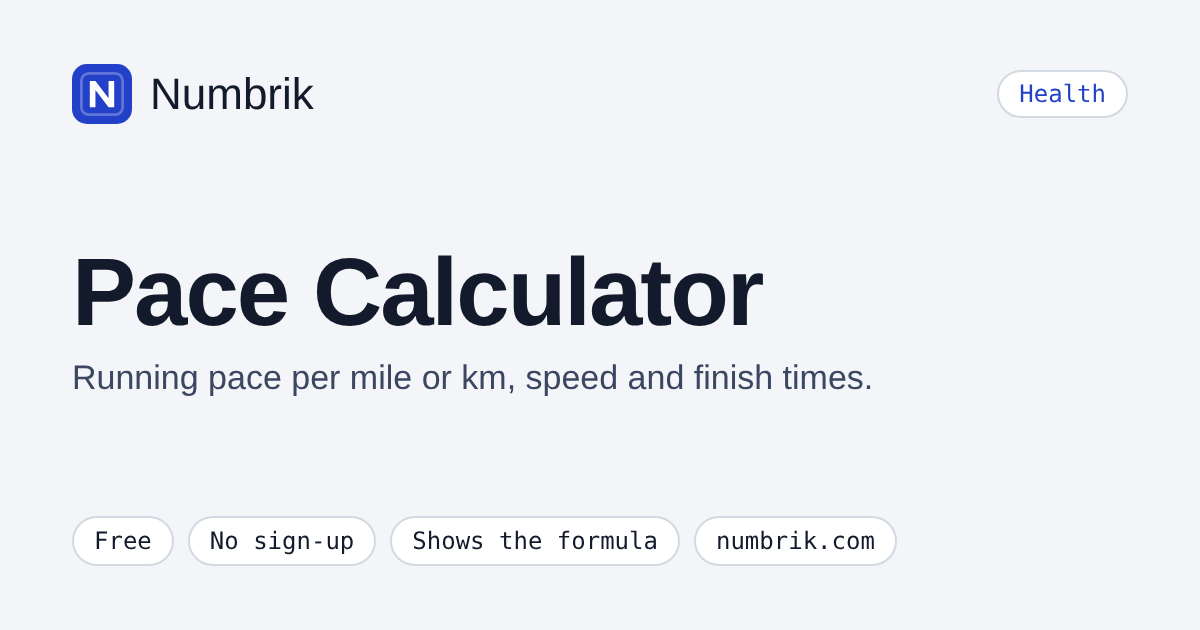 N Numbrik
Health
Pace Calculator
Running pace per mile or km, speed and finish times.
Free
No sign-up
Shows the formula
numbrik.com